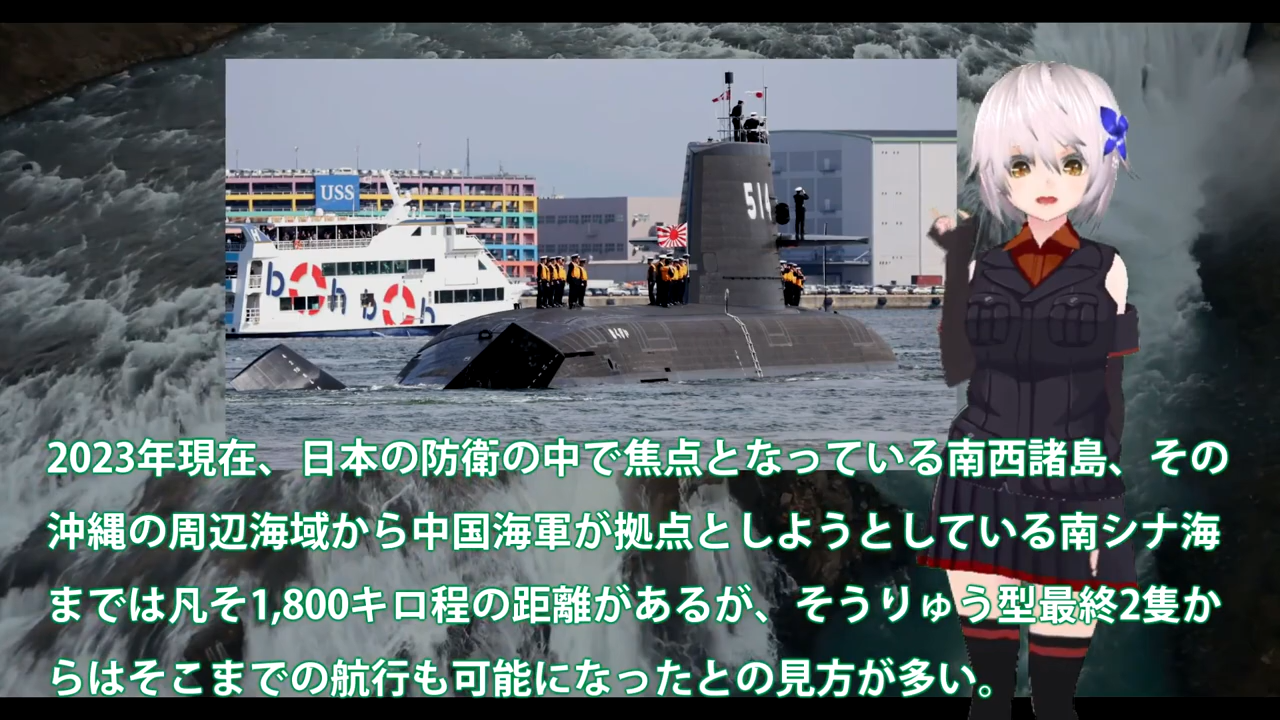 USS
514
boh boh
2023年現在、日本の防衛の中で焦点となっている南西諸島、その
沖縄の周辺海域から中国海軍が拠点としようとしている南シナ海
までは凡そ1,800キロ程の距離があるが、そうりゅう型最終2隻か
らはそこまでの航行も可能になったとの見方が多い。